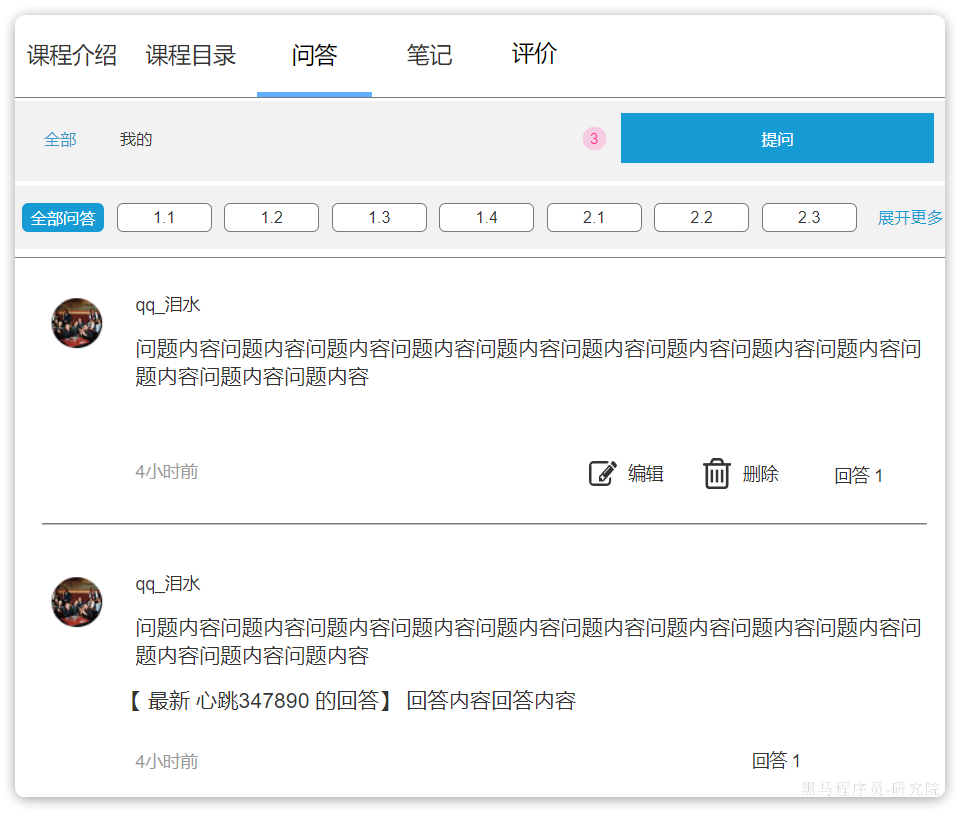 课程介绍 课程目录 问答 笔记 评价
全部 我的 3 提问
全部问答 1.1 1.2 1.3 1.4 2.1 2.2 2.3 展开更多
qq_泪水
问题内容问题内容问题内容问题内容问题内容问题内容问题内容问题内容问题内容问
题内容问题内容问题内容
4小时前 编辑 删除 回答 1
qq_泪水
问题内容问题内容问题内容问题内容问题内容问题内容问题内容问题内容问题内容问
题内容问题内容问题内容
【 最新 心跳347890 的回答】 回答内容回答内容
4小时前 回答 1
黑马程序员-研究院